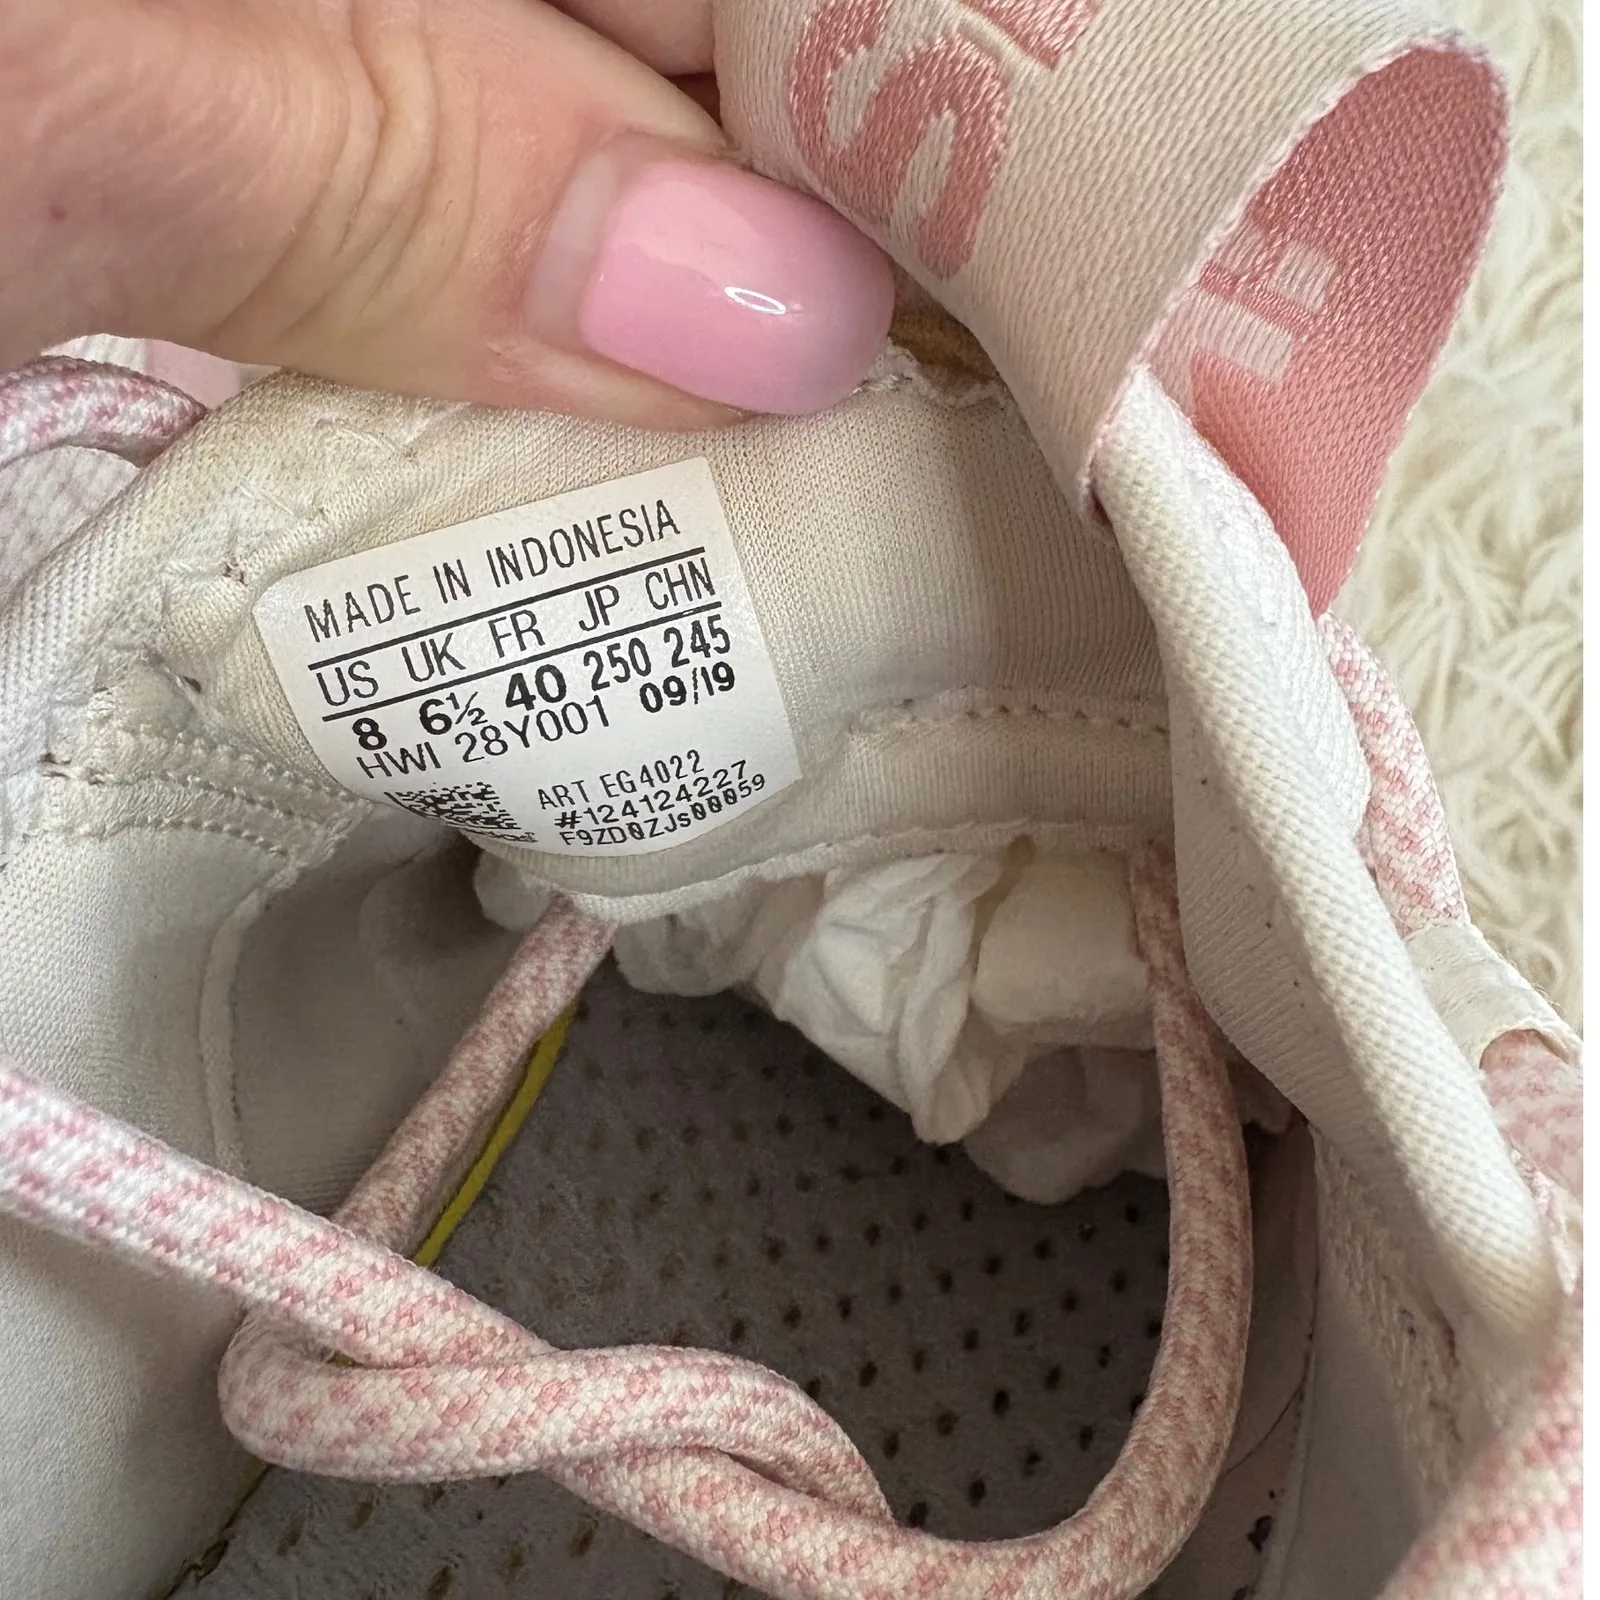 MADE IN INDONESIA
US UK FR JP CHN
8 6½ 40 250 245
HWI 28Y001 09/19
ART EG4022
#124124227
F9ZD0ZJs00059